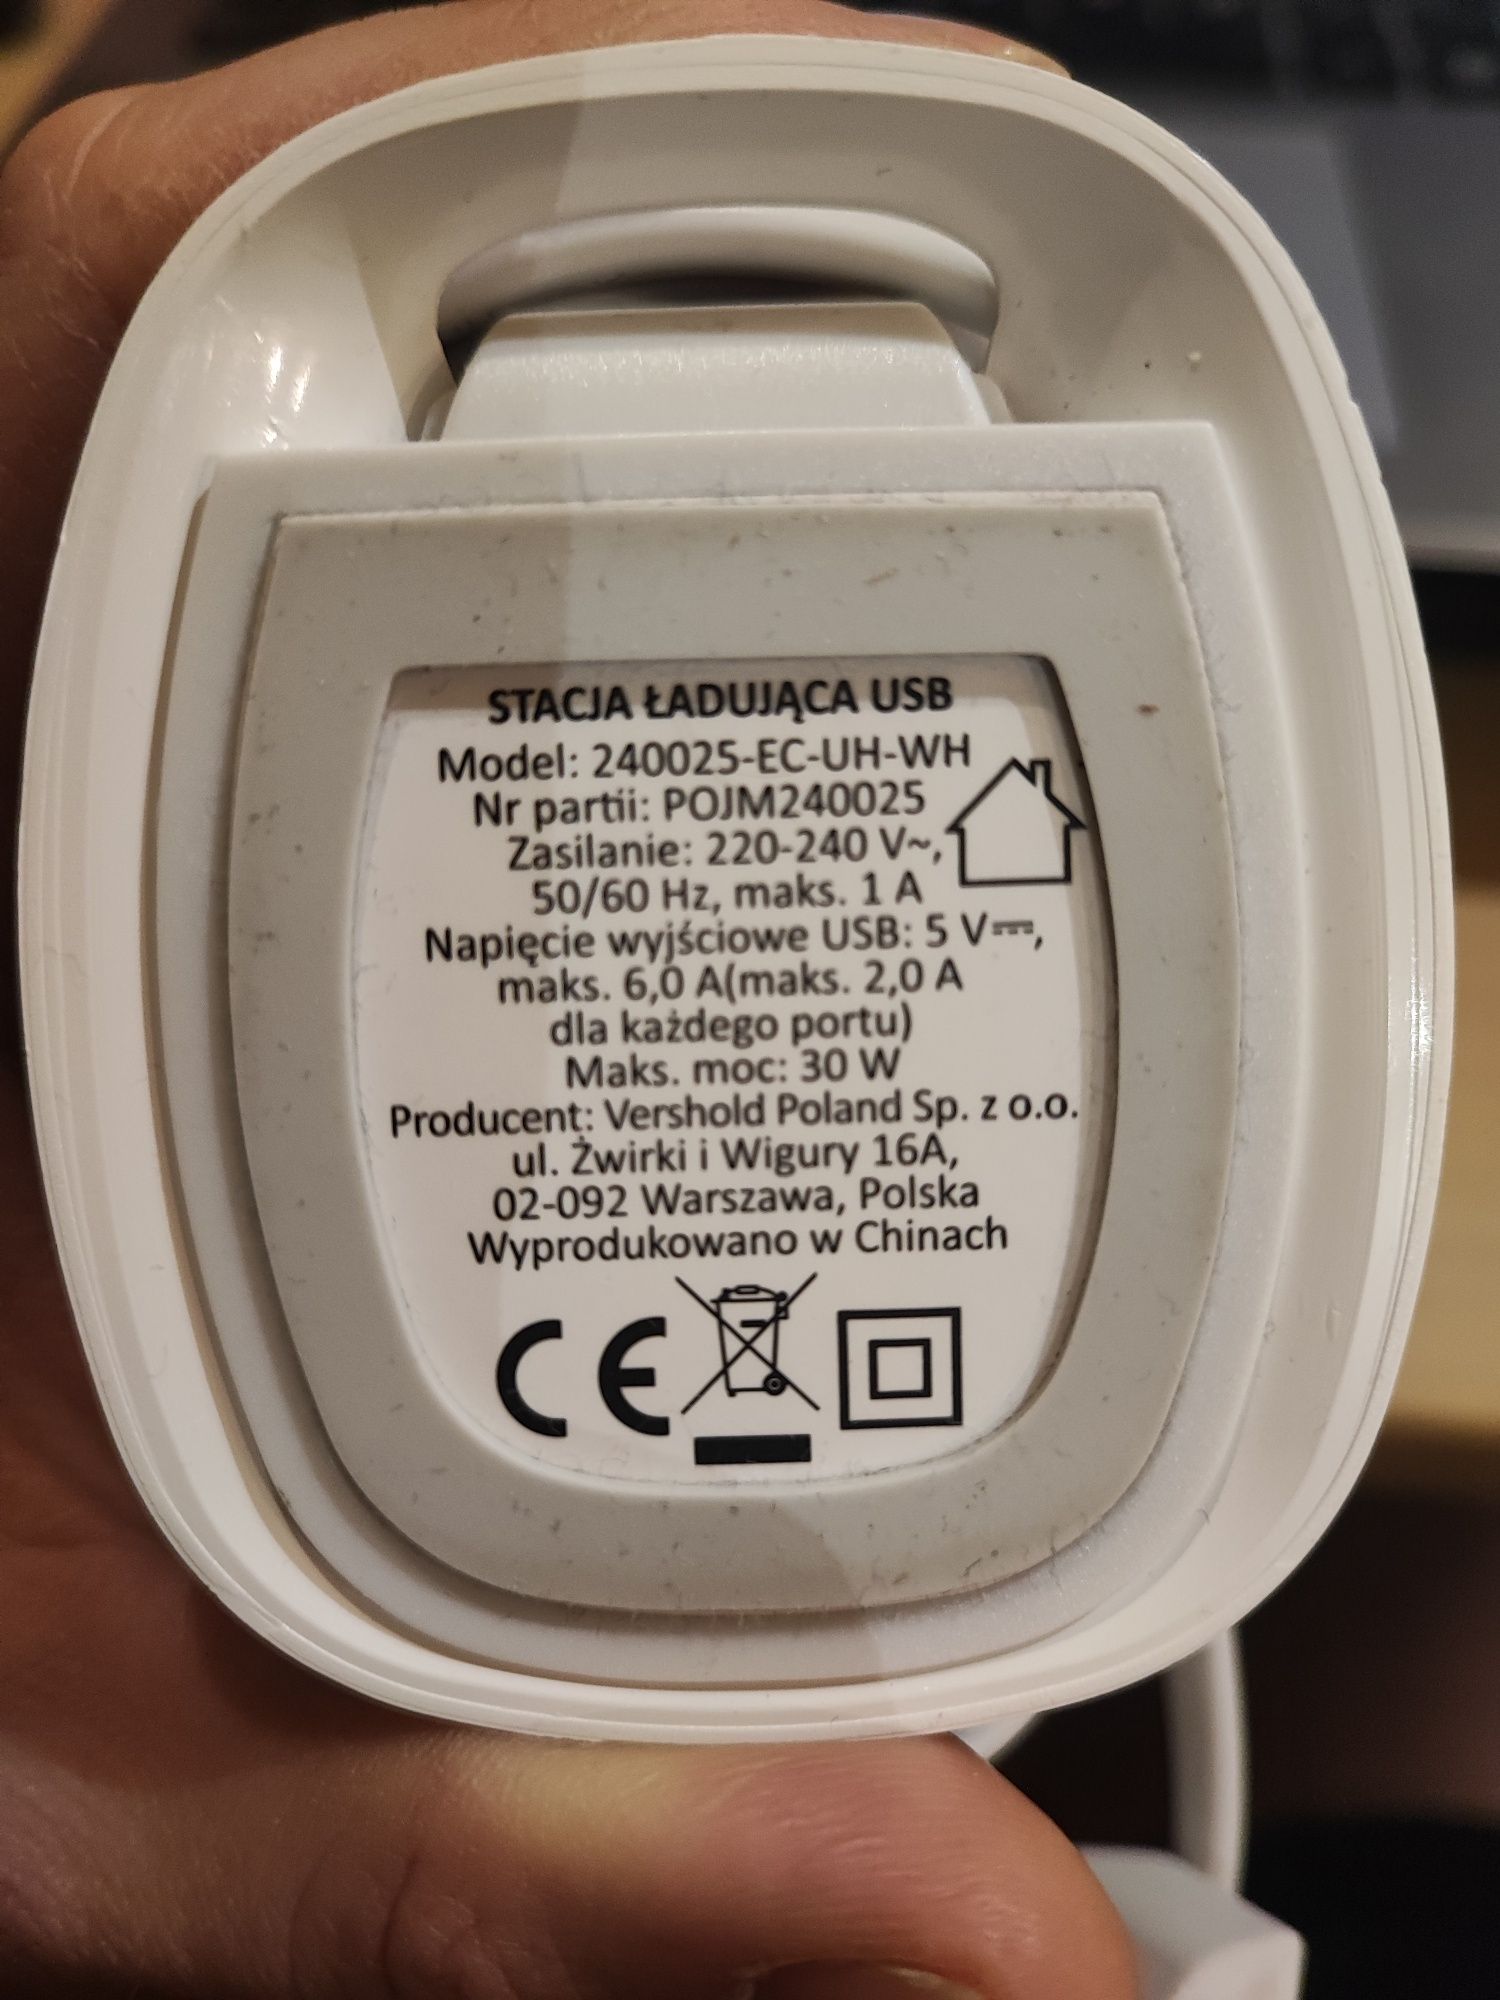 STACJA ŁADUJĄCA USB
Model: 240025-EC-UH-WH
Nr partii: POJM240025
Zasilanie: 220-240 V~,
50/60 Hz, maks. 1 A
Napięcie wyjściowe USB: 5 V⎓,
maks. 6,0 A(maks. 2,0 A
dla każdego portu)
Maks. moc: 30 W
Producent: Vershold Poland Sp. z o.o.
ul. Żwirki i Wigury 16A,
02-092 Warszawa, Polska
Wyprodukowano w Chinach
CE